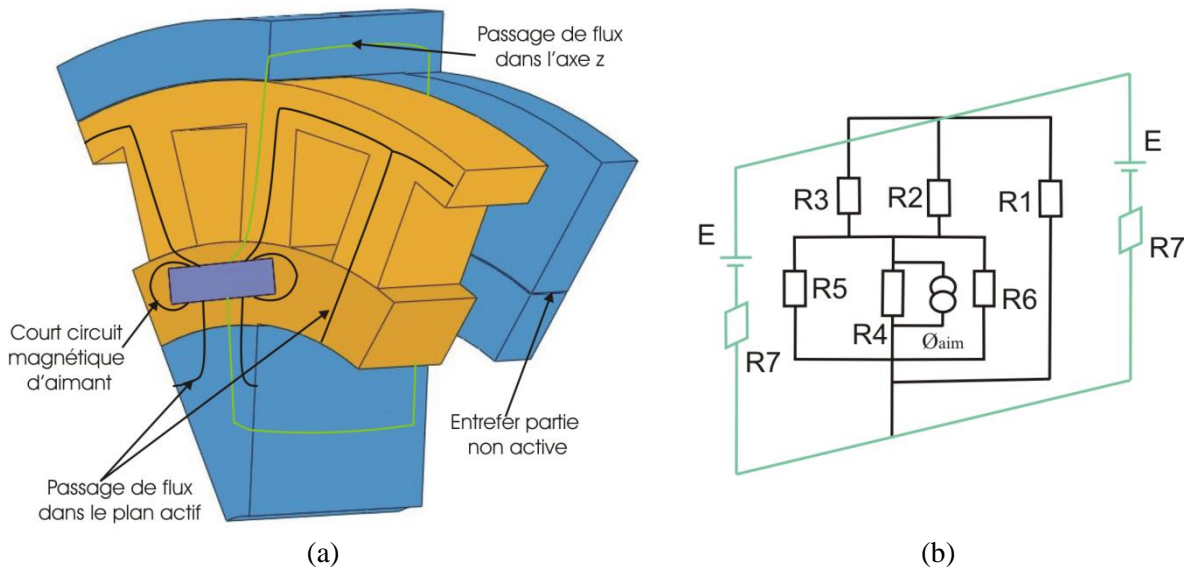 Passage de flux
dans l'axe z
Court circuit
magnétique
d'aimant
Entrefer partie
non active
Passage de flux
dans le plan actif
(a)
E
R3
R2
R1
E
R7
R5
R4
Øaim
R6
R7
(b)